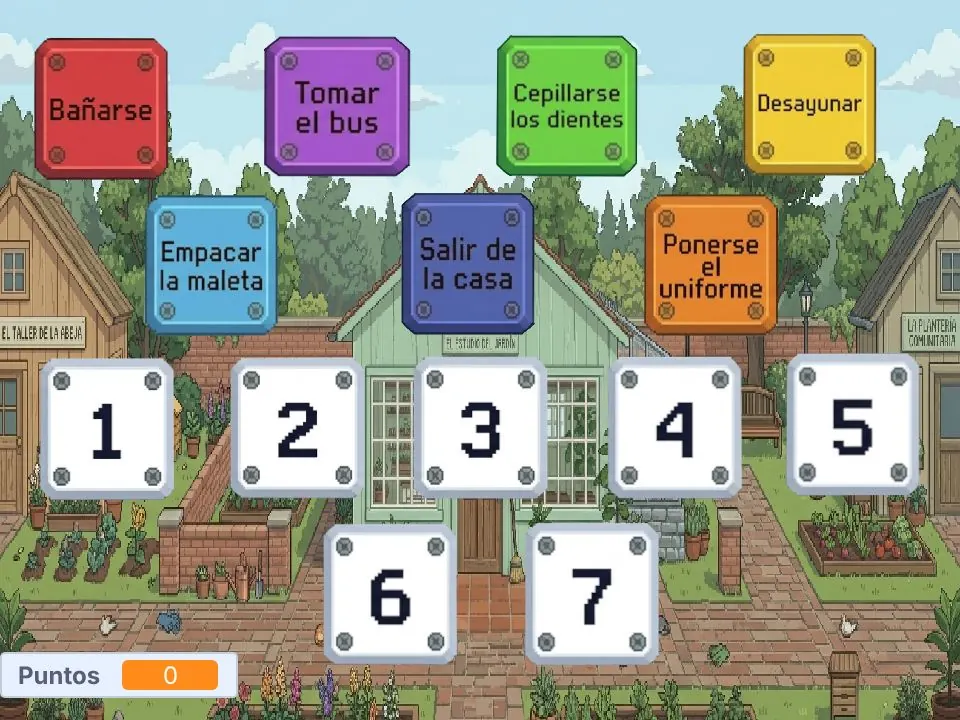 Bañarse
Tomar
el bus
Cepillarse
los dientes
Desayunar
Empacar
la maleta
Salir de
la casa
Ponerse
el
uniforme
EL TALLER DE LA ABEJA
EL ESTUDIO DEL JARDÍN
LA PLANTERÍA
COMUNITARIA
1
2
3
4
5
6
7
Puntos 0